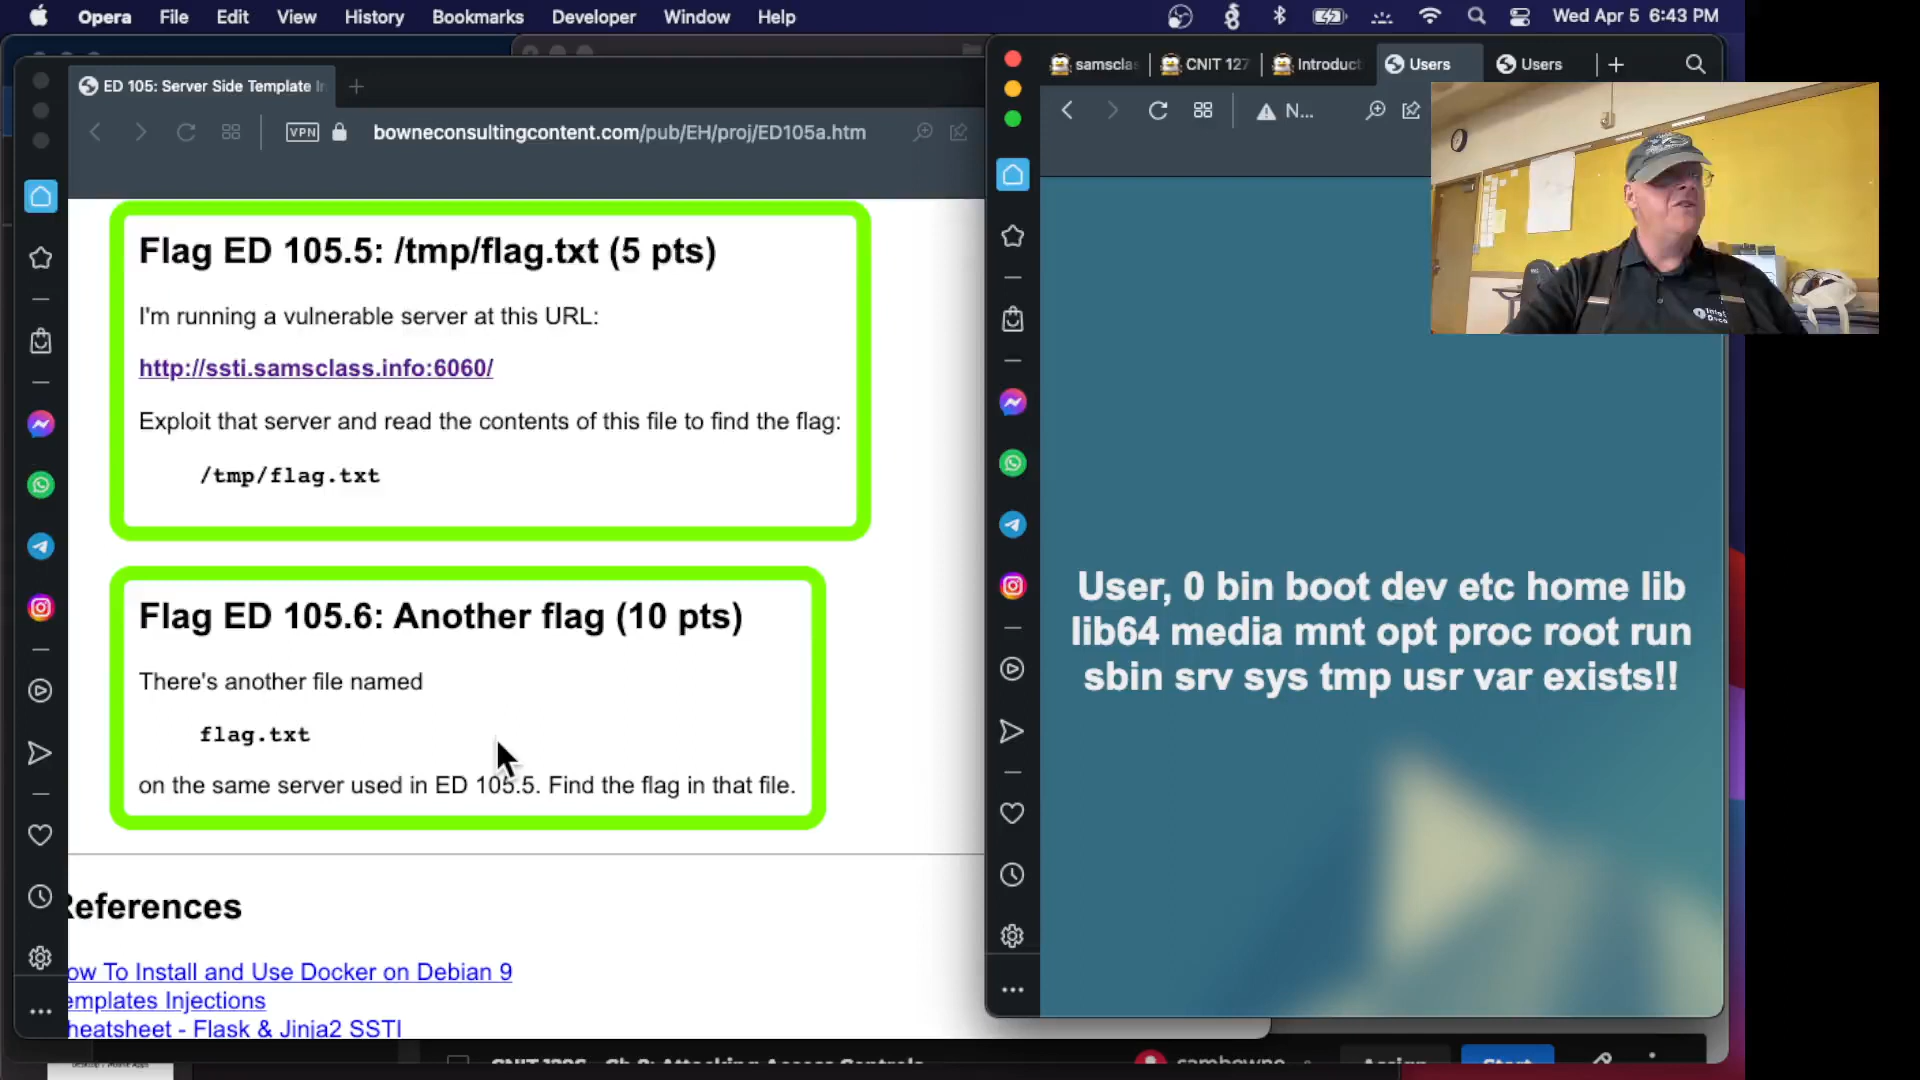 Opera File Edit View History Bookmarks Developer Window Help
Wed Apr 5 6:43 PM
ED 105: Server Side Template
VPN bowneconsultingcontent.com/pub/EH/proj/ED105a.htm
samscla CNIT 127 Introduct Users Users
N...
Flag ED 105.5: /tmp/flag.txt (5 pts)
I'm running a vulnerable server at this URL:
http://ssti.samsclass.info:6060/
Exploit that server and read the contents of this file to find the flag:
/tmp/flag.txt
Flag ED 105.6: Another flag (10 pts)
There's another file named
flag.txt
on the same server used in ED 105.5. Find the flag in that file.
References
ow To Install and Use Docker on Debian 9
emplates Injections
heatsheet - Flask & Jinja2 SSTI
User, 0 bin boot dev etc home lib
lib64 media mnt opt proc root run
sbin srv sys tmp usr var exists!!